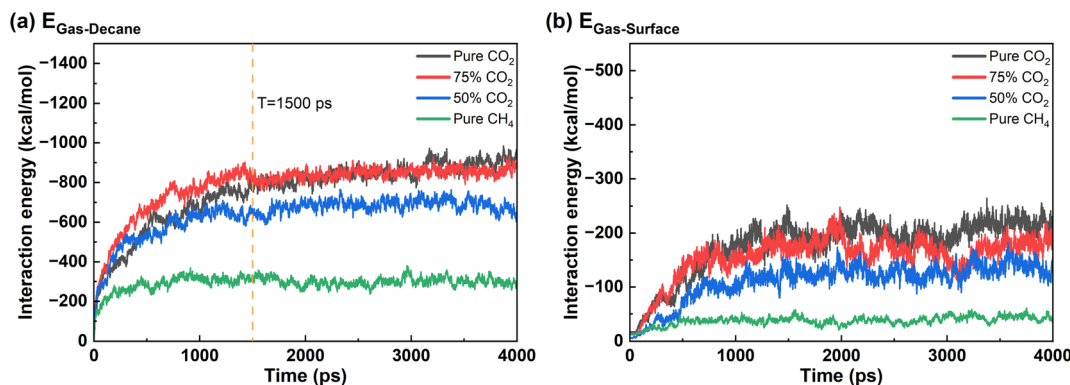 (a) E_Gas-Decane
Interaction energy (kcal/mol)
−1400
−1200
−1000
−800
−600
−400
−200
0
Pure CO₂
75% CO₂
50% CO₂
Pure CH₄
T=1500 ps
0 1000 2000 3000 4000
Time (ps)
(b) E_Gas-Surface
Interaction energy (kcal/mol)
−500
−400
−300
−200
−100
0
Pure CO₂
75% CO₂
50% CO₂
Pure CH₄
0 1000 2000 3000 4000
Time (ps)